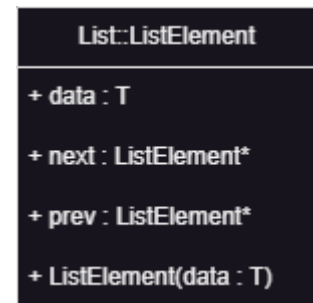 List::ListElement
+ data : T
+ next : ListElement*
+ prev : ListElement*
+ ListElement(data : T)